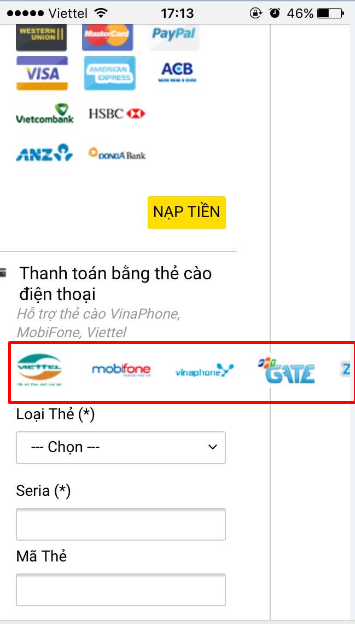 Viettel 17:13 46%
WESTERN UNION MasterCard PayPal
VISA AMERICAN EXPRESS ACB
Vietcombank HSBC
ANZ DONGA Bank
NẠP TIỀN
Thanh toán bằng thẻ cào
điện thoại
Hỗ trợ thẻ cào VinaPhone,
MobiFone, Viettel
VIETTEL mobifone vinaphone FPT GATE Z
Loại Thẻ (*)
--- Chọn ---
Seria (*)
Mã Thẻ